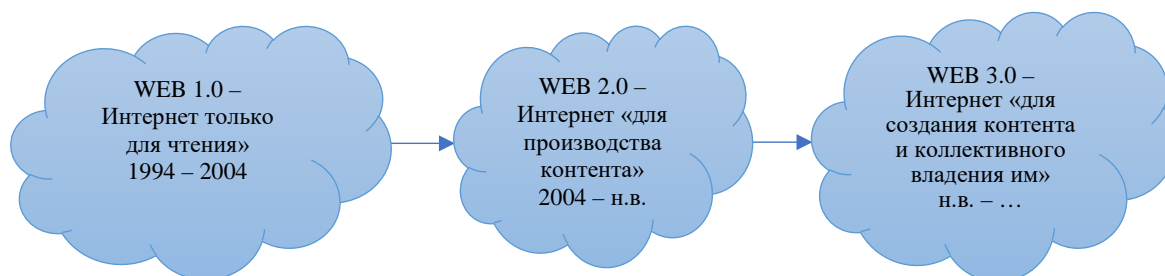 WEB 1.0 –
Интернет только
для чтения»
1994 – 2004
WEB 2.0 –
Интернет «для
производства
контента»
2004 – н.в.
WEB 3.0 –
Интернет «для
создания контента
и коллективного
владения им»
н.в. – …